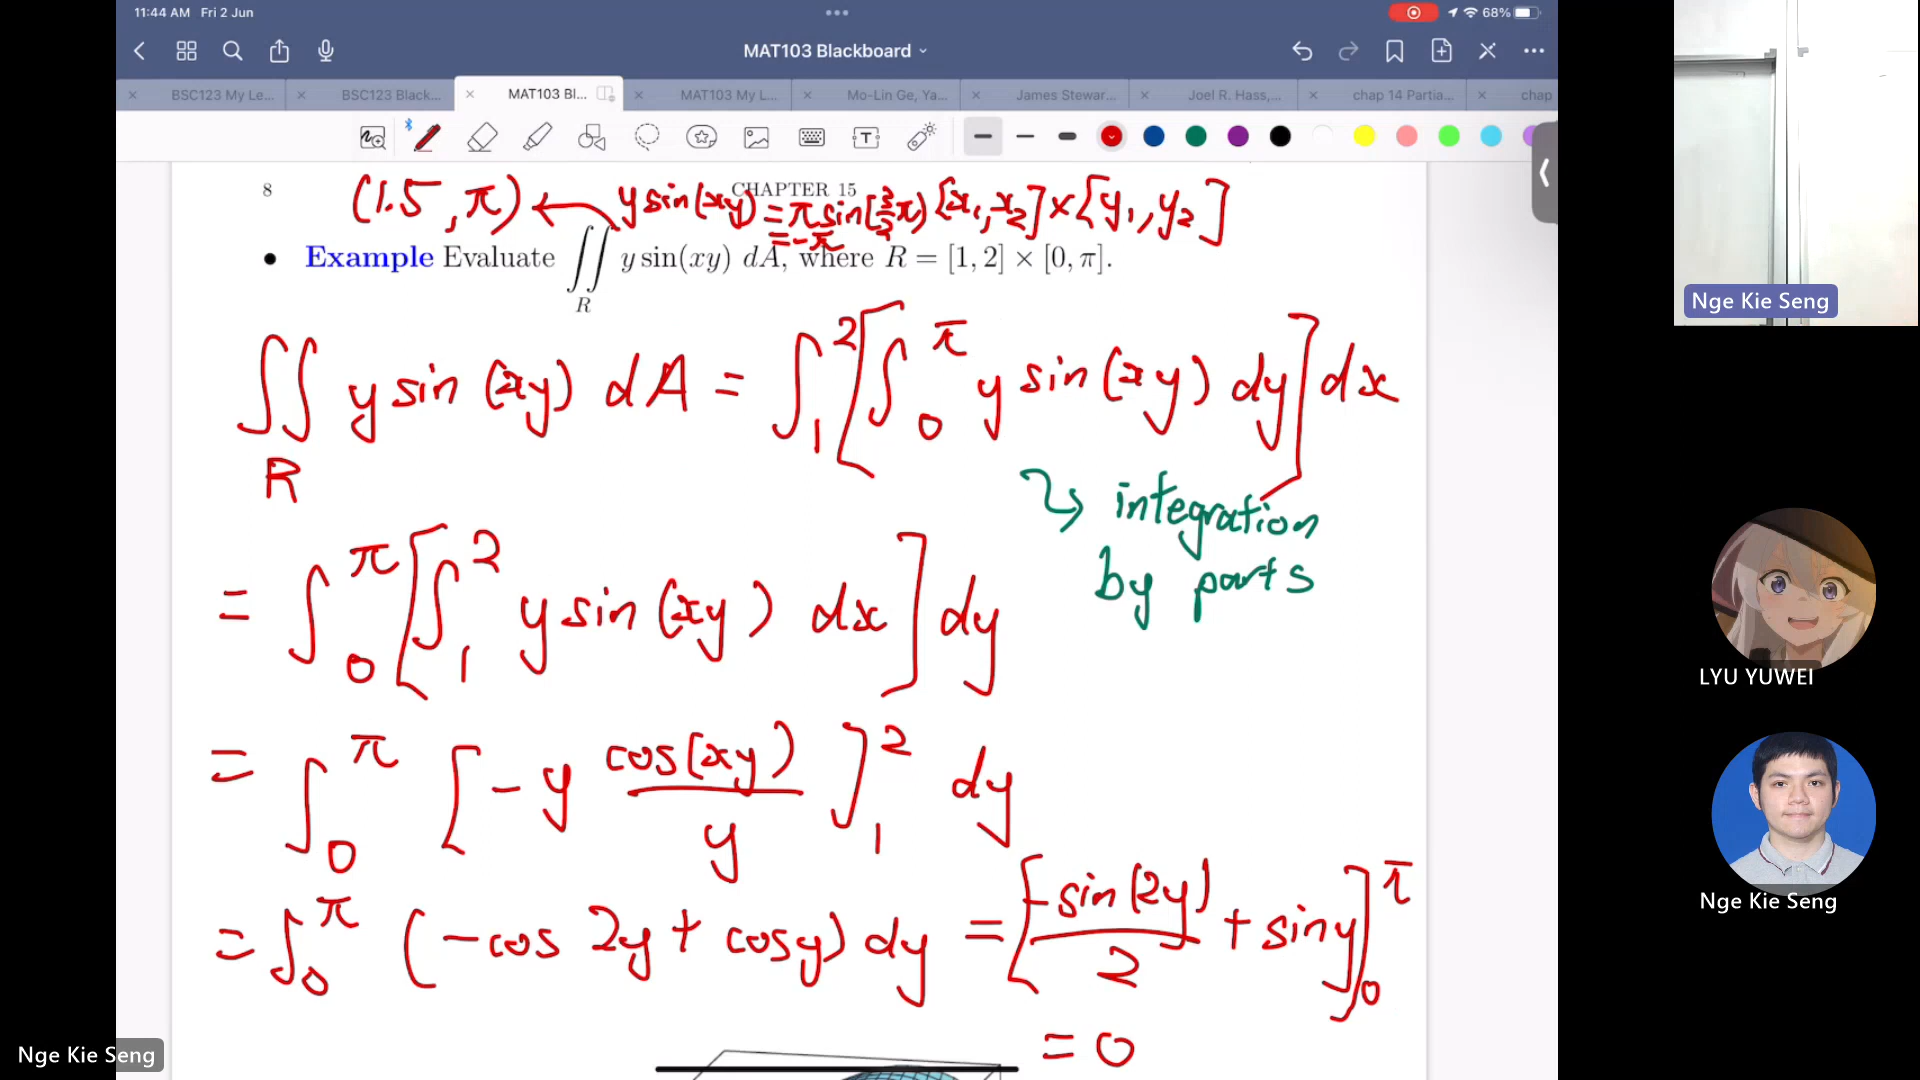 11:44 AM Fri 2 Jun
68%
MAT103 Blackboard
BSC123 My Le...
BSC123 Black...
MAT103 Bl...
MAT103 My L...
Mo-Lin Ge, Ya...
James Stewar...
Joel R. Hass,...
chap 14 Partia...
chap
8
CHAPTER 15
(1.5, π) ← y sin(xy) = π sin(3/2 π) [x₁, x₂] × [y₁, y₂]
= -π
• Example Evaluate ∬_R y sin(xy) dA, where R = [1, 2] × [0, π].
∬_R y sin(xy) dA = ∫_1^2 [∫_0^π y sin(xy) dy] dx
↳ integration
by parts
= ∫_0^π [∫_1^2 y sin(xy) dx] dy
= ∫_0^π [-y cos(xy)/y]_1^2 dy
= ∫_0^π (-cos 2y + cos y) dy = [-sin(2y)/2 + sin y]_0^π
= 0
Nge Kie Seng
LYU YUWEI
Nge Kie Seng
Nge Kie Seng